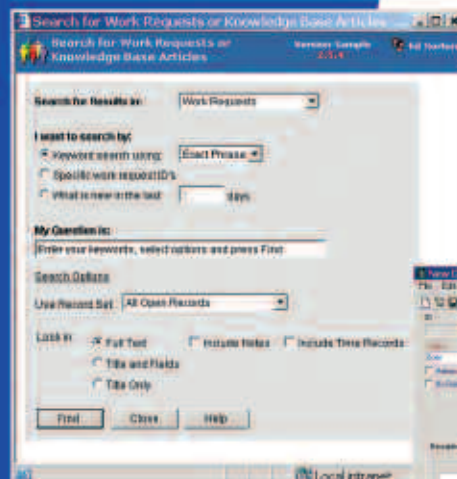 Search for Work Requests or Knowledge Base Articles
Search for Work Requests or
Knowledge Base Articles
Version: Sample
Search for Results in: Work Requests
I want to search by:
Keyword search using: Exact Phrase
Specific work request ID's
What is new in the last days
My Question is:
Enter your keywords, select options and press Find
Search Options
Use Record Set: All Open Records
Look in Full Text Include Notes Include Time Records
Title and Fields
Title Only
Find Close Help
Local intranet
File Edit